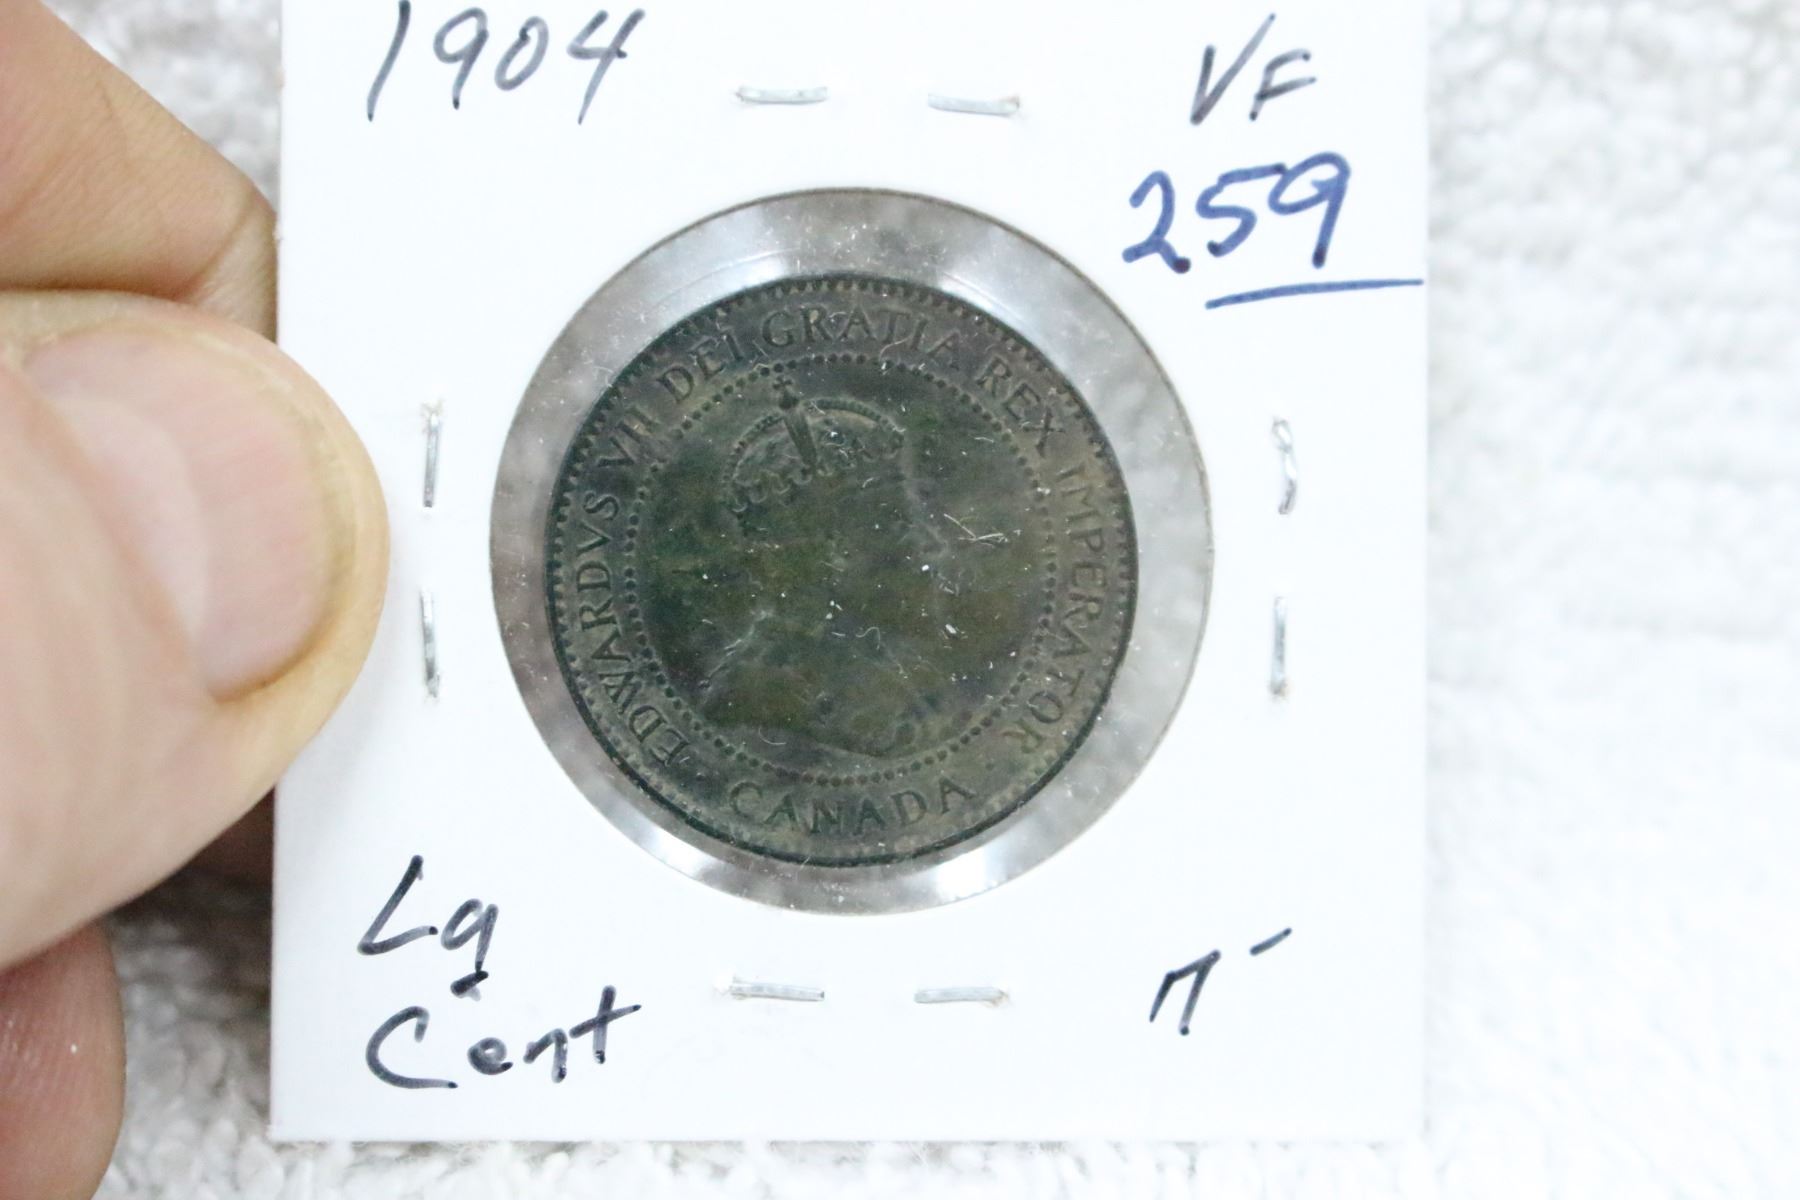 1904
VF
259
EDWARDVS VII DEI GRATIA REX IMPERATOR
CANADA
Lg
Cent